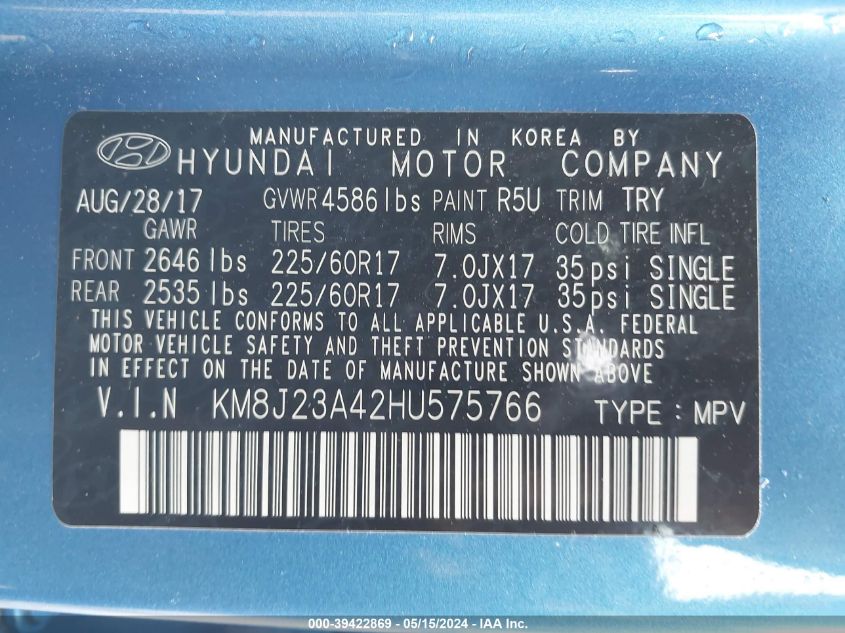 MANUFACTURED IN KOREA BY
HYUNDAI MOTOR COMPANY
AUG/28/17 GVWR 4586 lbs PAINT R5U TRIM TRY
GAWR TIRES RIMS COLD TIRE INFL
FRONT 2646 lbs 225/60R17 7.0JX17 35psi SINGLE
REAR 2535 lbs 225/60R17 7.0JX17 35psi SINGLE
THIS VEHICLE CONFORMS TO ALL APPLICABLE U.S.A. FEDERAL
MOTOR VEHICLE SAFETY AND THEFT PREVENTION STANDARDS
IN EFFECT ON THE DATE OF MANUFACTURE SHOWN ABOVE
V.I.N KM8J23A42HU575766 TYPE : MPV
000-39422869 - 05/15/2024 - IAA Inc.